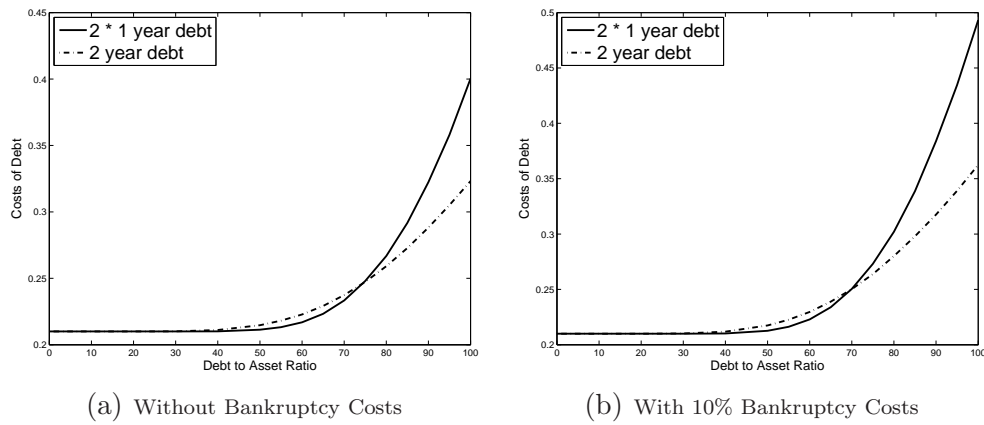 0.45
0.4
0.35
0.3
0.25
0.2
Costs of Debt
2 * 1 year debt
2 year debt
0 10 20 30 40 50 60 70 80 90 100
Debt to Asset Ratio
(a) Without Bankruptcy Costs
0.5
0.45
0.4
0.35
0.3
0.25
0.2
Costs of Debt
2 * 1 year debt
2 year debt
0 10 20 30 40 50 60 70 80 90 100
Debt to Asset Ratio
(b) With 10% Bankruptcy Costs